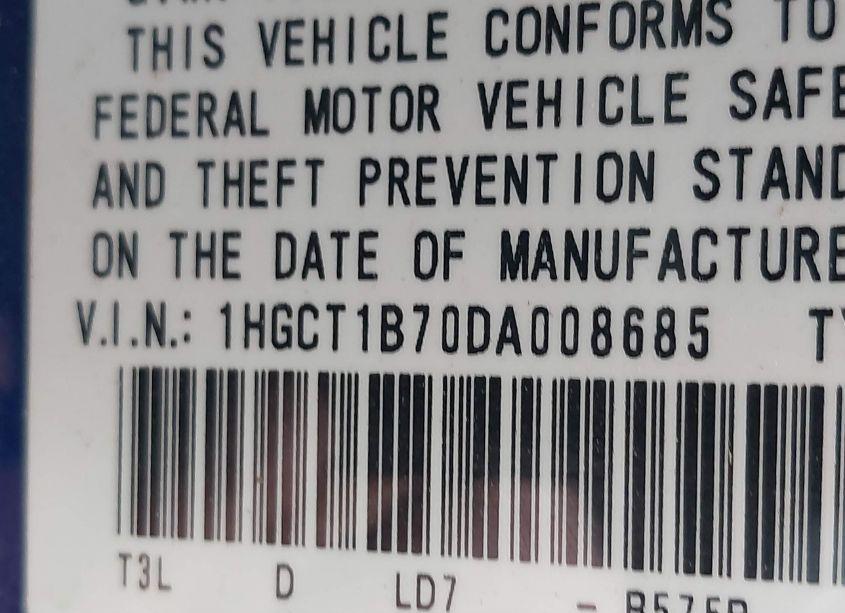 THIS VEHICLE CONFORMS TO
FEDERAL MOTOR VEHICLE SAFE
AND THEFT PREVENTION STAND
ON THE DATE OF MANUFACTURE
V.I.N.: 1HGCT1B70DA008685 TY
T3L D LD7 -